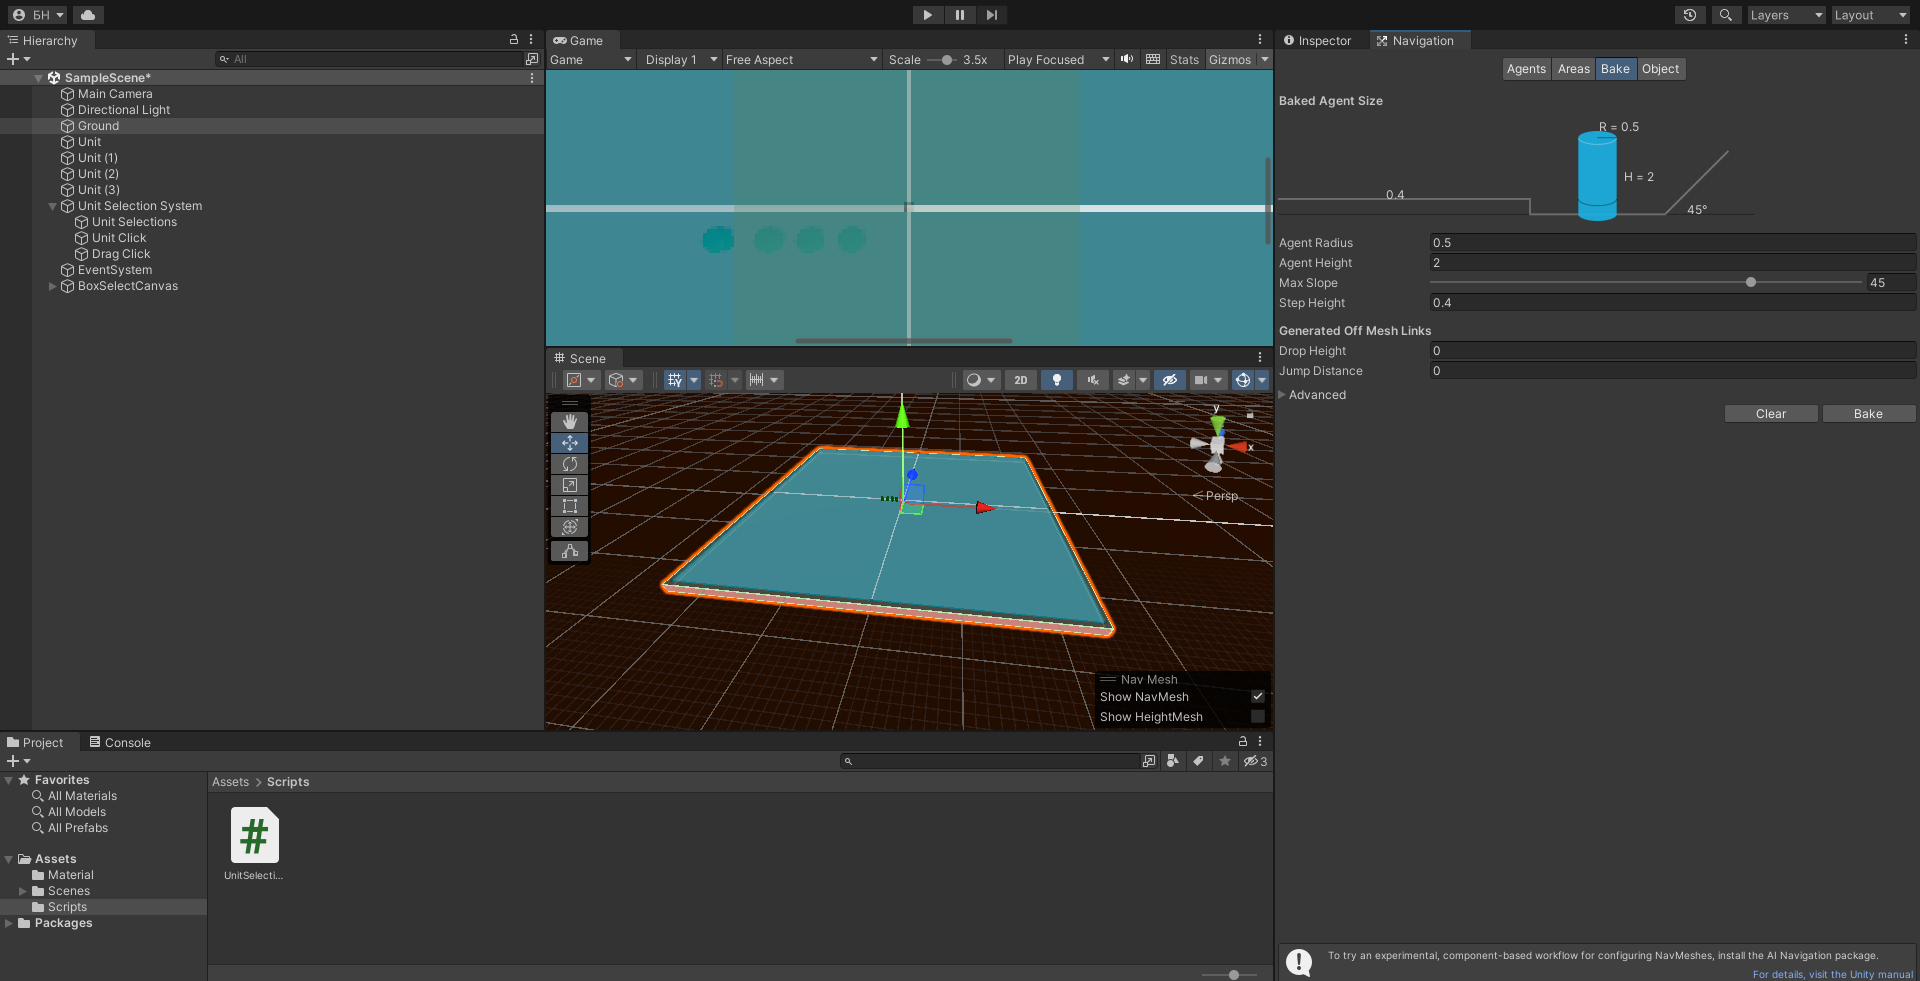 БН
Layers
Layout
Hierarchy
All
SampleScene*
Main Camera
Directional Light
Ground
Unit
Unit (1)
Unit (2)
Unit (3)
Unit Selection System
Unit Selections
Unit Click
Drag Click
EventSystem
BoxSelectCanvas
Game
Game
Display 1
Free Aspect
Scale
3.5x
Play Focused
Stats
Gizmos
Scene
2D
y
x
Persp
Nav Mesh
Show NavMesh
Show HeightMesh
Inspector
Navigation
Agents
Areas
Bake
Object
Baked Agent Size
R = 0.5
H = 2
0.4
45°
Agent Radius
0.5
Agent Height
2
Max Slope
45
Step Height
0.4
Generated Off Mesh Links
Drop Height
0
Jump Distance
0
Advanced
Clear
Bake
To try an experimental, component-based workflow for configuring NavMeshes, install the AI Navigation package.
For details, visit the Unity manual
Project
Console
3
Favorites
All Materials
All Models
All Prefabs
Assets
Material
Scenes
Scripts
Packages
Assets > Scripts
#
UnitSelecti...